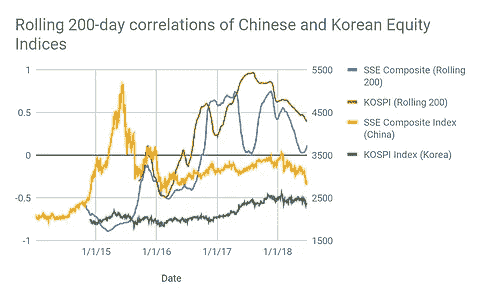 Rolling 200-day correlations of Chinese and Korean Equity
Indices
1
0.5
0
-0.5
-1
5500
4500
3500
2500
1500
1/1/15
1/1/16
1/1/17
1/1/18
Date
SSE Composite (Rolling
200)
KOSPI (Rolling 200)
SSE Composite Index
(China)
KOSPI Index (Korea)